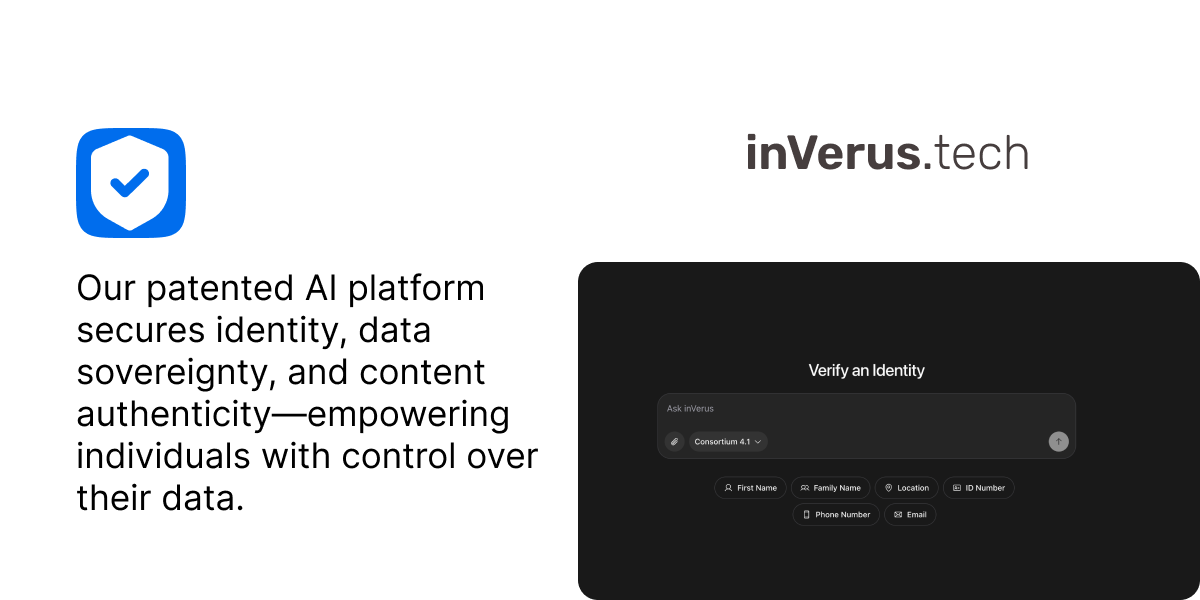 Our patented AI platform
secures identity, data
sovereignty, and content
authenticity—empowering
individuals with control over
their data.
inVerus.tech
Verify an Identity
Ask inVerus
Consortium 4.1
First Name
Family Name
Location
ID Number
Phone Number
Email